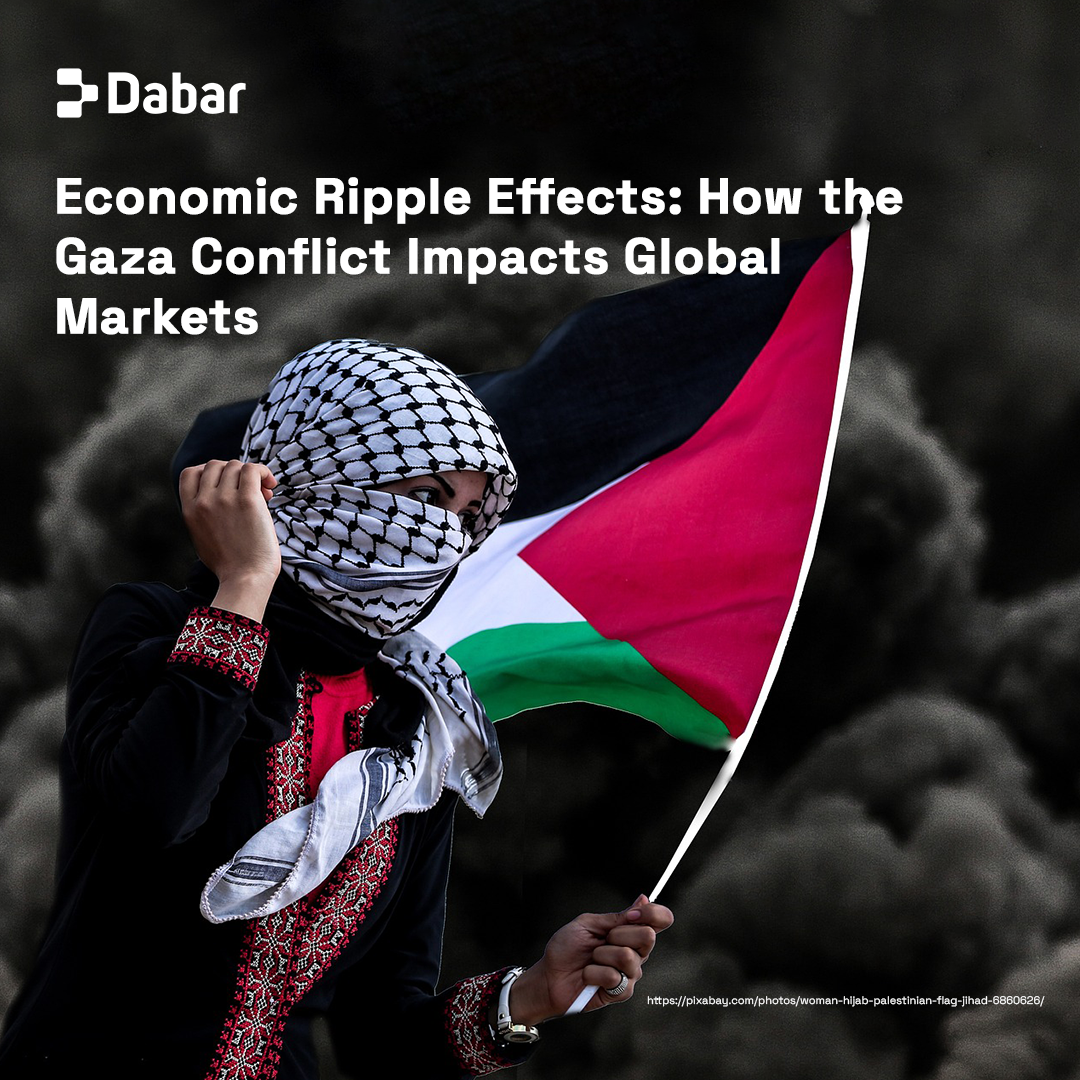 Dabar
Economic Ripple Effects: How the
Gaza Conflict Impacts Global
Markets
https://pixabay.com/photos/woman-hijab-palestinian-flag-jihad-6860626/